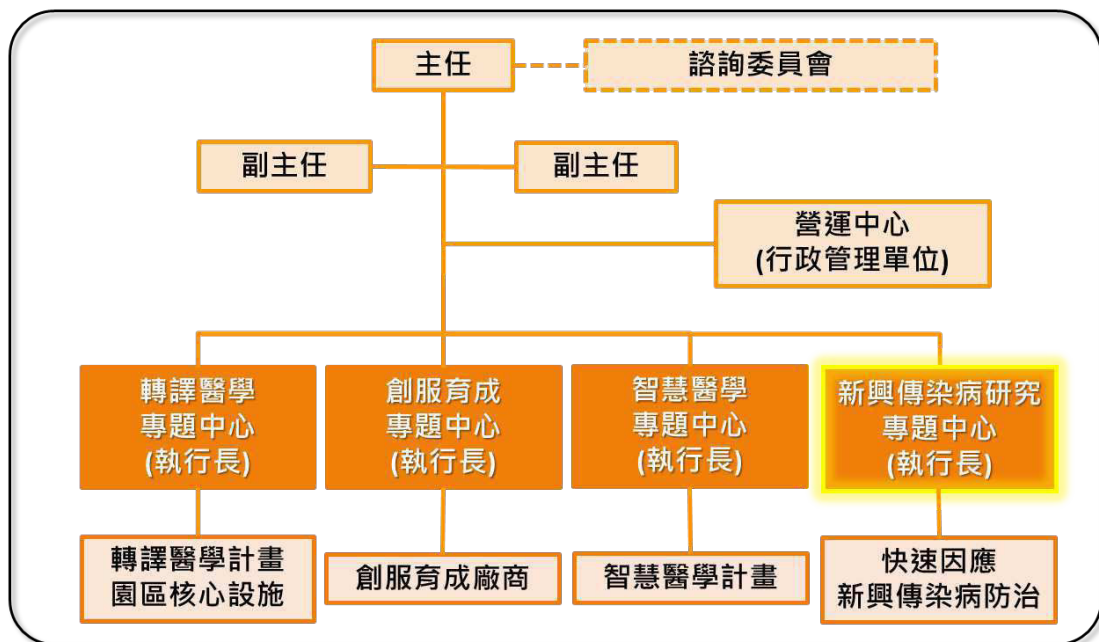 主任
諮詢委員會
副主任
副主任
營運中心
(行政管理單位)
轉譯醫學
專題中心
(執行長)
創服育成
專題中心
(執行長)
智慧醫學
專題中心
(執行長)
新興傳染病研究
專題中心
(執行長)
轉譯醫學計畫
園區核心設施
創服育成廠商
智慧醫學計畫
快速因應
新興傳染病防治